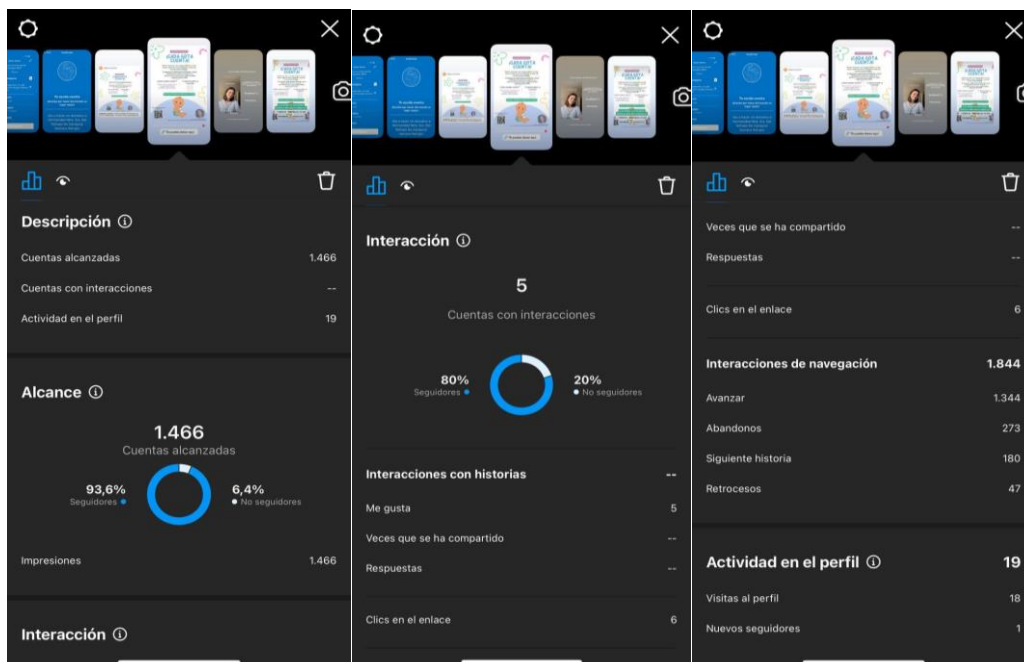 Descripción
Cuentas alcanzadas 1.466
Cuentas con interacciones --
Actividad en el perfil 19
Alcance
1.466
Cuentas alcanzadas
93,6% 6,4%
Seguidores No seguidores
Impresiones 1.466
Interacción
Interacción
5
Cuentas con interacciones
80% 20%
Seguidores No seguidores
Interacciones con historias --
Me gusta 5
Veces que se ha compartido --
Respuestas --
Clics en el enlace 6
Veces que se ha compartido --
Respuestas --
Clics en el enlace 6
Interacciones de navegación 1.844
Avanzar 1.344
Abandonos 273
Siguiente historia 180
Retrocesos 47
Actividad en el perfil 19
Visitas al perfil 18
Nuevos seguidores 1